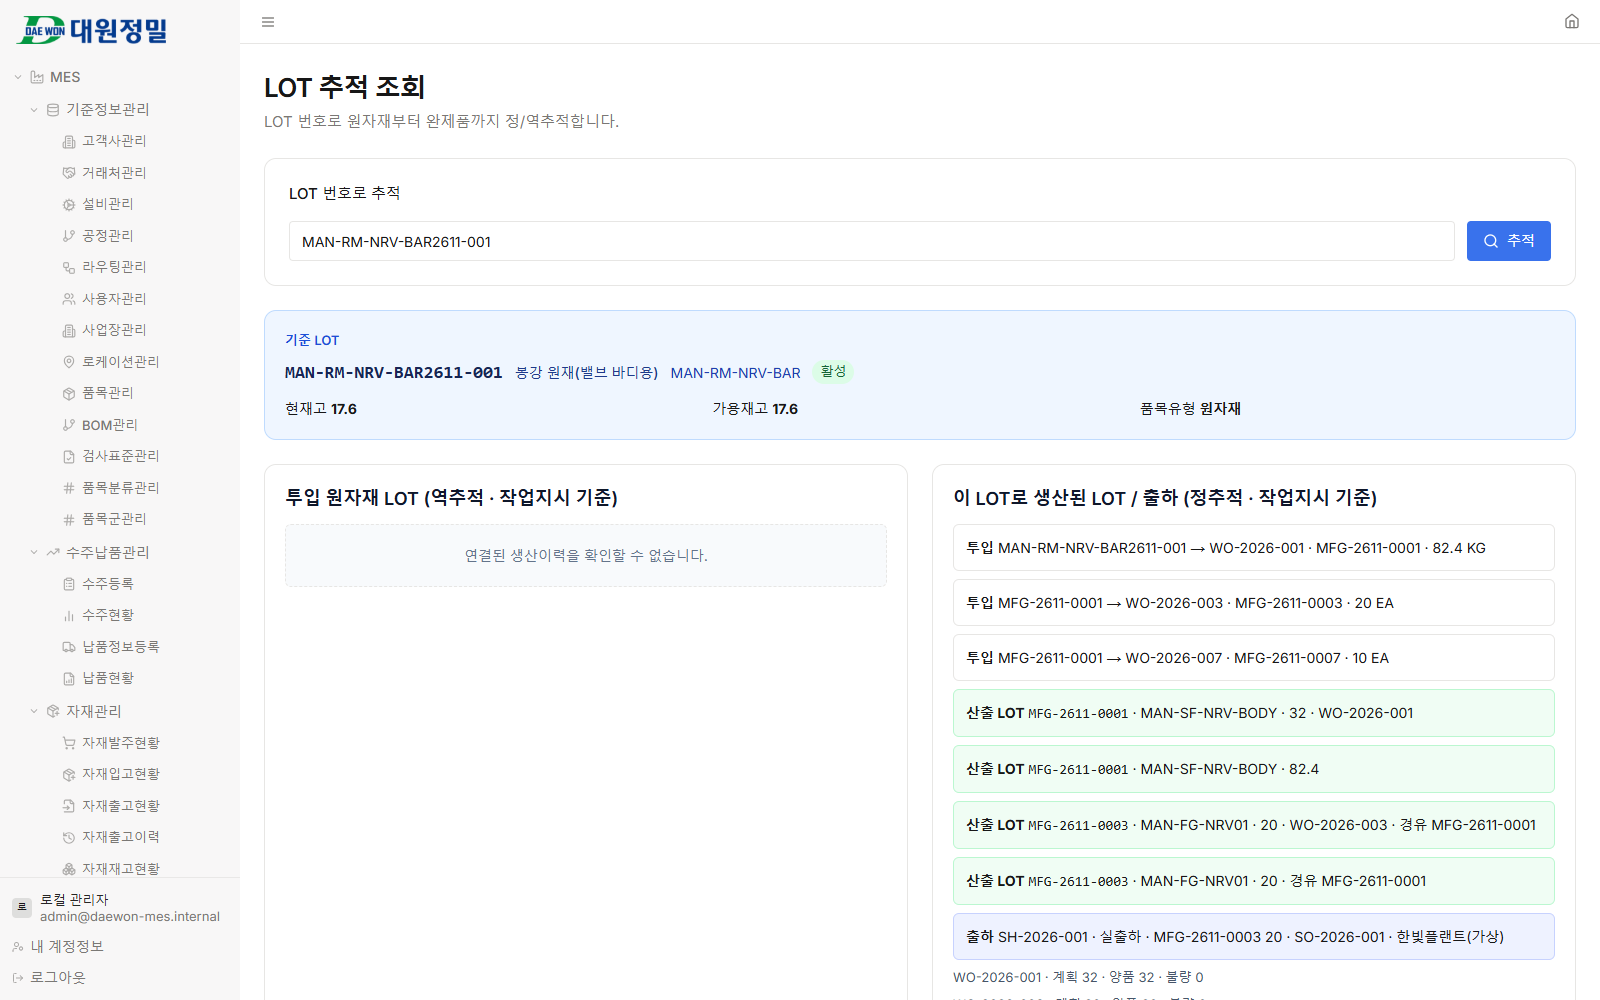 DAE WON 대원정밀
MES
기준정보관리
고객사관리
거래처관리
설비관리
공정관리
라우팅관리
사용자관리
사업장관리
로케이션관리
품목관리
BOM관리
검사표준관리
품목분류관리
품목군관리
수주납품관리
수주등록
수주현황
납품정보등록
납품현황
자재관리
자재발주현황
자재입고현황
자재출고현황
자재출고이력
자재재고현황
로
로컬 관리자
admin@daewon-mes.internal
내 계정정보
로그아웃
LOT 추적 조회
LOT 번호로 원자재부터 완제품까지 정/역추적합니다.
LOT 번호로 추적
MAN-RM-NRV-BAR2611-001
추적
기준 LOT
MAN-RM-NRV-BAR2611-001 봉강 원재(밸브 바디용) MAN-RM-NRV-BAR 활성
현재고 17.6 가용재고 17.6 품목유형 원자재
투입 원자재 LOT (역추적 · 작업지시 기준)
연결된 생산이력을 확인할 수 없습니다.
이 LOT로 생산된 LOT / 출하 (정추적 · 작업지시 기준)
투입 MAN-RM-NRV-BAR2611-001 → WO-2026-001 · MFG-2611-0001 · 82.4 KG
투입 MFG-2611-0001 → WO-2026-003 · MFG-2611-0003 · 20 EA
투입 MFG-2611-0001 → WO-2026-007 · MFG-2611-0007 · 10 EA
산출 LOT MFG-2611-0001 · MAN-SF-NRV-BODY · 32 · WO-2026-001
산출 LOT MFG-2611-0001 · MAN-SF-NRV-BODY · 82.4
산출 LOT MFG-2611-0003 · MAN-FG-NRV01 · 20 · WO-2026-003 · 경유 MFG-2611-0001
산출 LOT MFG-2611-0003 · MAN-FG-NRV01 · 20 · 경유 MFG-2611-0001
출하 SH-2026-001 · 실출하 · MFG-2611-0003 20 · SO-2026-001 · 한빛플랜트(가상)
WO-2026-001 · 계획 32 · 양품 32 · 불량 0